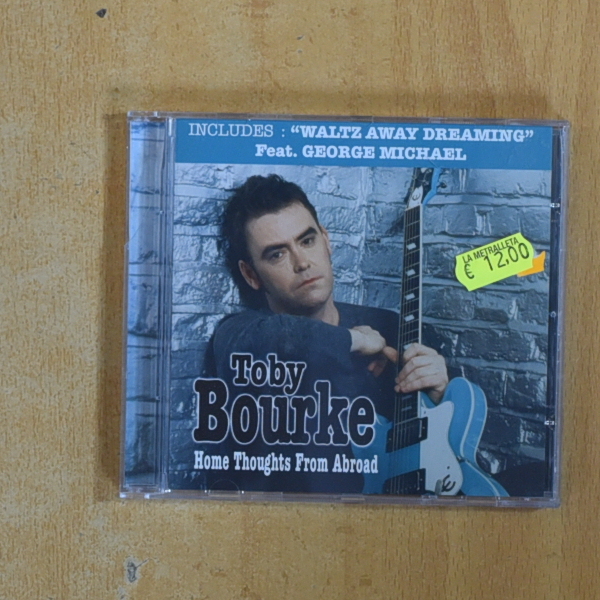 INCLUDES : "WALTZ AWAY DREAMING"
Feat. GEORGE MICHAEL
LA METRALLETA
€ 12,00
Toby
Bourke
Home Thoughts From Abroad